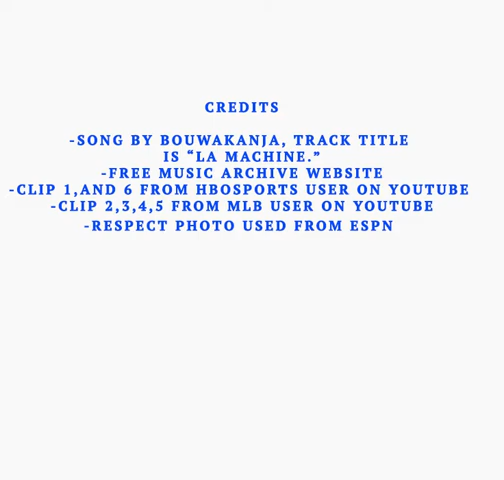 CREDITS
-SONG BY BOUWAKANJA, TRACK TITLE
IS “LA MACHINE.”
-FREE MUSIC ARCHIVE WEBSITE
-CLIP 1,AND 6 FROM HBOSPORTS USER ON YOUTUBE
-CLIP 2,3,4,5 FROM MLB USER ON YOUTUBE
-RESPECT PHOTO USED FROM ESPN